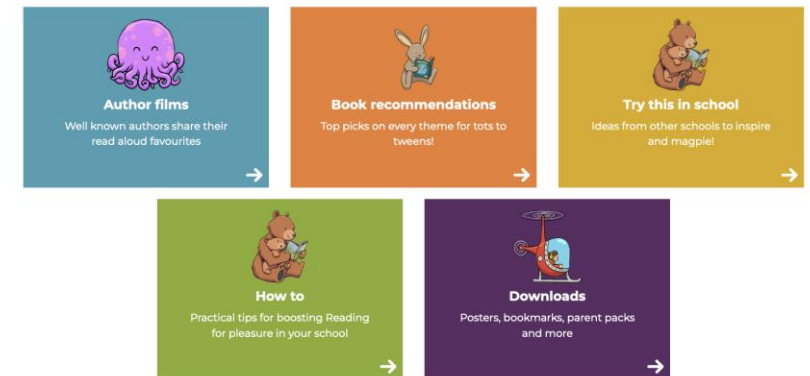 Author films
Well known authors share their
read aloud favourites
Book recommendations
Top picks on every theme for tots to
tweens!
Try this in school
Ideas from other schools to inspire
and magpie!
How to
Practical tips for boosting Reading
for pleasure in your school
Downloads
Posters, bookmarks, parent packs
and more